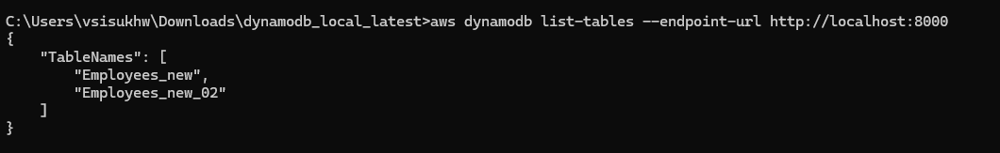 C:\Users\vsisukhw\Downloads\dynamodb_local_latest>aws dynamodb list-tables --endpoint-url http://localhost:8000
{
    "TableNames": [
        "Employees_new",
        "Employees_new_02"
    ]
}